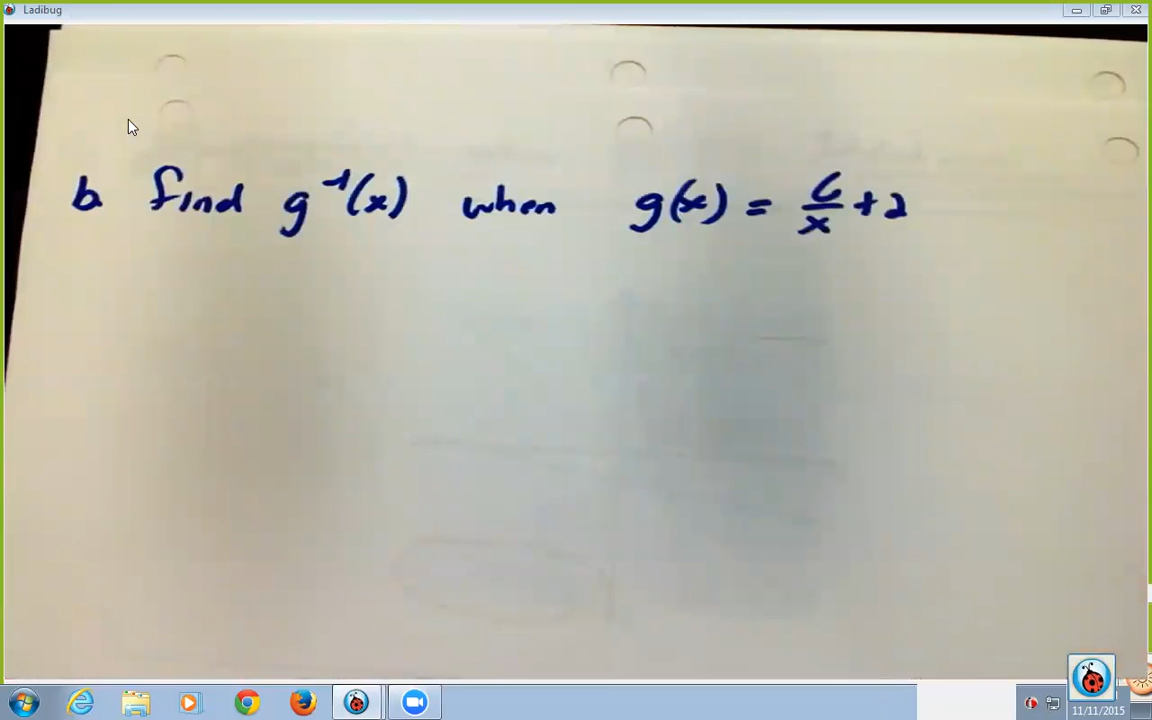 Ladibug
b. find g⁻¹(x) when g(x) = 6/x + 2
11/11/2015